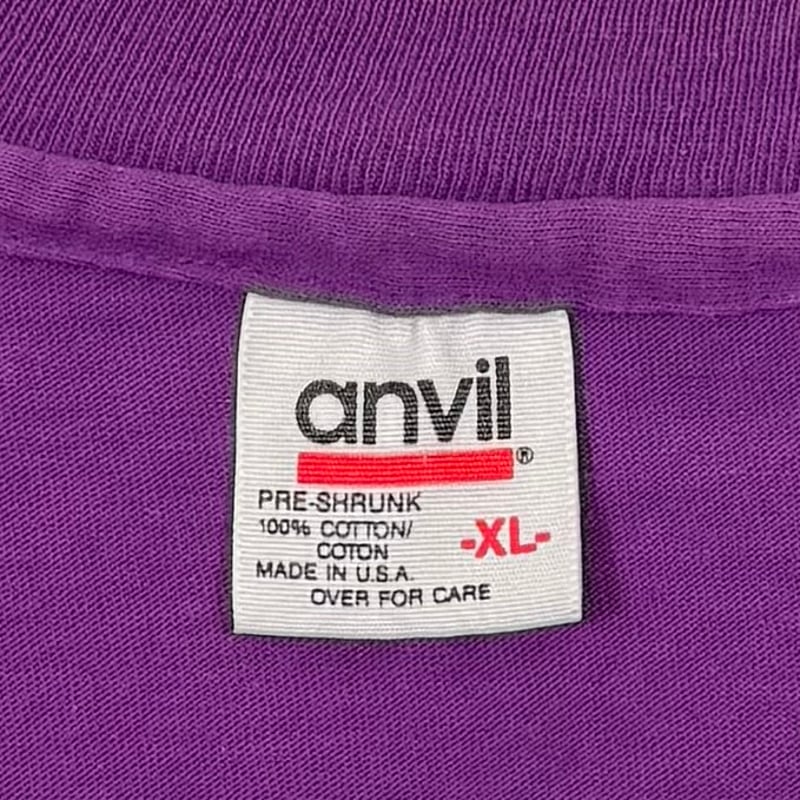 anvil®
PRE-SHRUNK
100% COTTON/
COTON
-XL-
MADE IN U.S.A.
OVER FOR CARE